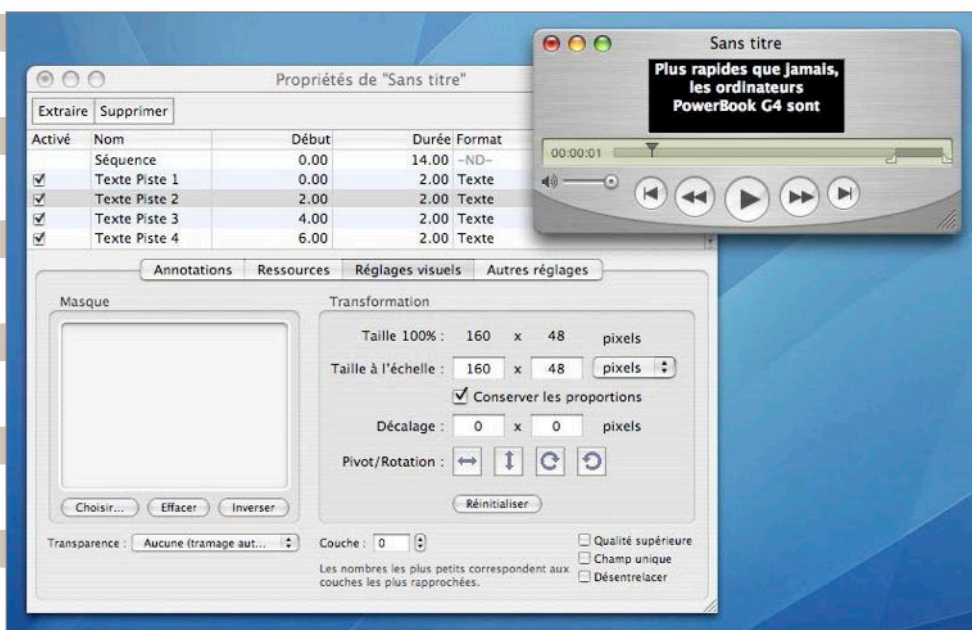 Sans titre
Plus rapides que jamais,
les ordinateurs
PowerBook G4 sont
00:00:01
Propriétés de "Sans titre"
Extraire Supprimer
Activé Nom Début Durée Format
Séquence 0.00 14.00 -ND-
Texte Piste 1 0.00 2.00 Texte
Texte Piste 2 2.00 2.00 Texte
Texte Piste 3 4.00 2.00 Texte
Texte Piste 4 6.00 2.00 Texte
Annotations Ressources Réglages visuels Autres réglages
Masque
Choisir... Effacer Inverser
Transformation
Taille 100% : 160 x 48 pixels
Taille à l'échelle : 160 x 48 pixels
Conserver les proportions
Décalage : 0 x 0 pixels
Pivot/Rotation :
Réinitialiser
Transparence : Aucune (tramage aut...
Couche : 0
Les nombres les plus petits correspondent aux
couches les plus rapprochées.
Qualité supérieure
Champ unique
Désentrelacer